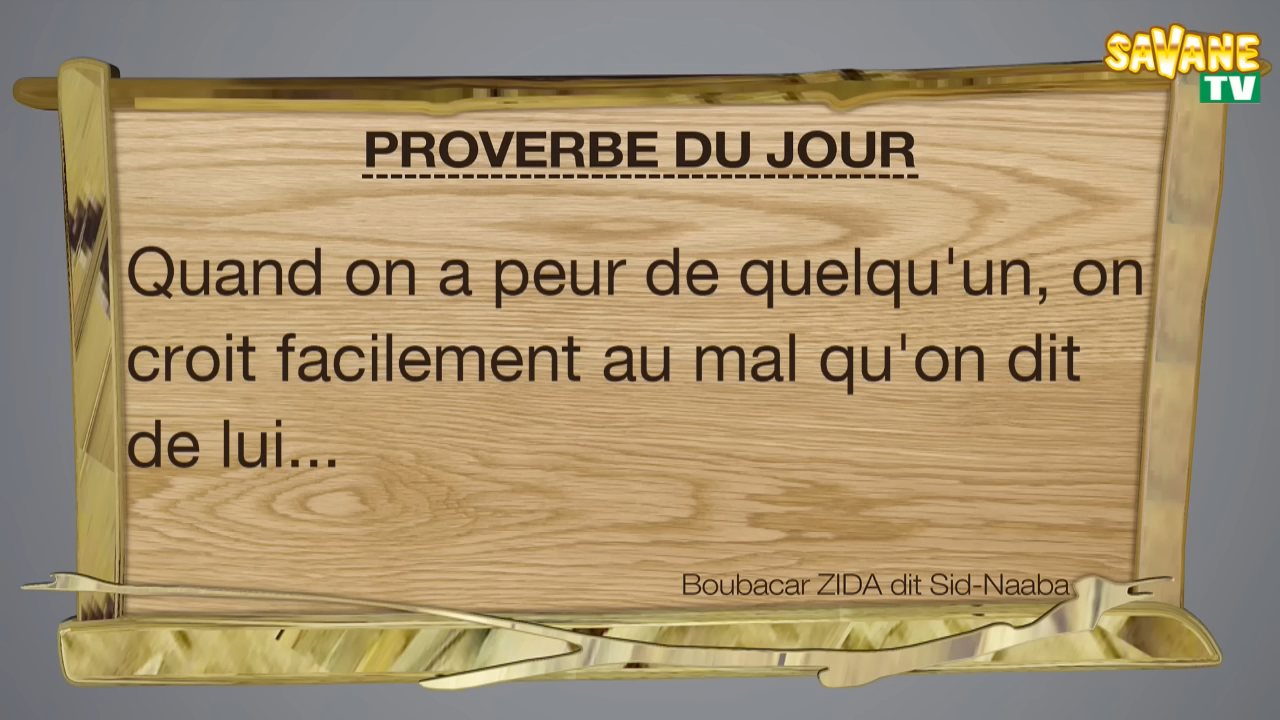 SAVANE
TV
PROVERBE DU JOUR
Quand on a peur de quelqu'un, on
croit facilement au mal qu'on dit
de lui...
Boubacar ZIDA dit Sid-Naaba